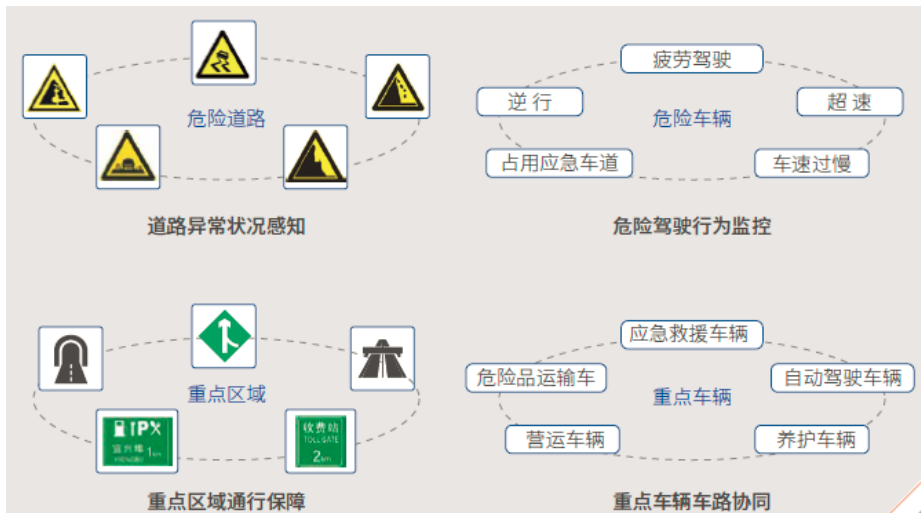 危险道路
道路异常状况感知
疲劳驾驶
逆 行
超 速
危险车辆
占用应急车道
车速过慢
危险驾驶行为监控
重点区域
IPX
1km
收费站
TOLL GATE
2km
重点区域通行保障
应急救援车辆
危险品运输车
自动驾驶车辆
重点车辆
营运车辆
养护车辆
重点车辆车路协同